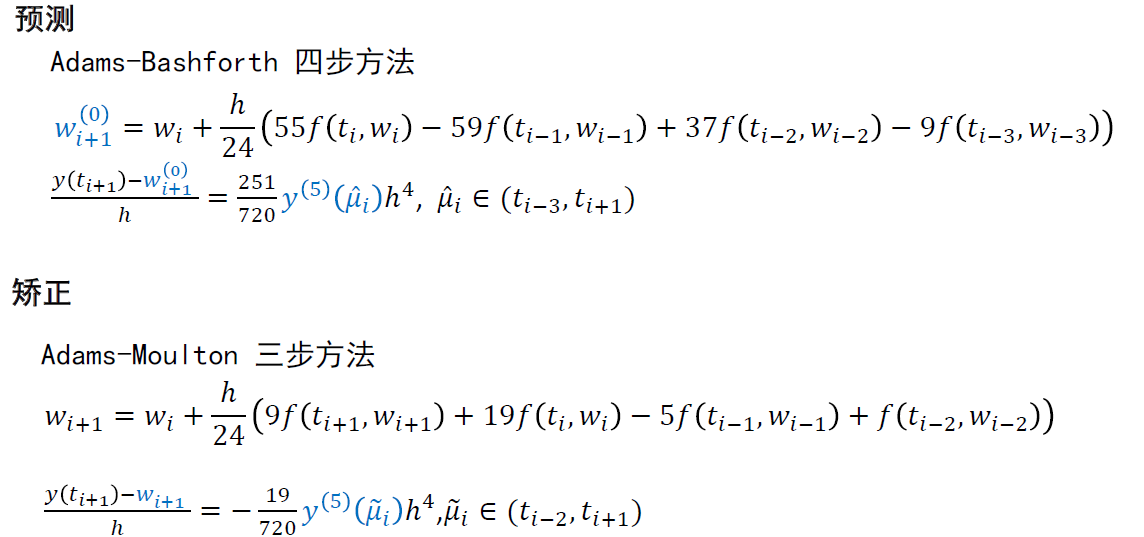 预测
Adams-Bashforth 四步方法
$w_{i+1}^{(0)} = w_i + \frac{h}{24}\left(55f(t_i, w_i) - 59f(t_{i-1}, w_{i-1}) + 37f(t_{i-2}, w_{i-2}) - 9f(t_{i-3}, w_{i-3})\right)$
$\frac{y(t_{i+1}) - w_{i+1}^{(0)}}{h} = \frac{251}{720} y^{(5)}(\hat{\mu}_i) h^4, \ \hat{\mu}_i \in (t_{i-3}, t_{i+1})$
矫正
Adams-Moulton 三步方法
$w_{i+1} = w_i + \frac{h}{24}\left(9f(t_{i+1}, w_{i+1}) + 19f(t_i, w_i) - 5f(t_{i-1}, w_{i-1}) + f(t_{i-2}, w_{i-2})\right)$
$\frac{y(t_{i+1}) - w_{i+1}}{h} = -\frac{19}{720} y^{(5)}(\tilde{\mu}_i) h^4, \tilde{\mu}_i \in (t_{i-2}, t_{i+1})$